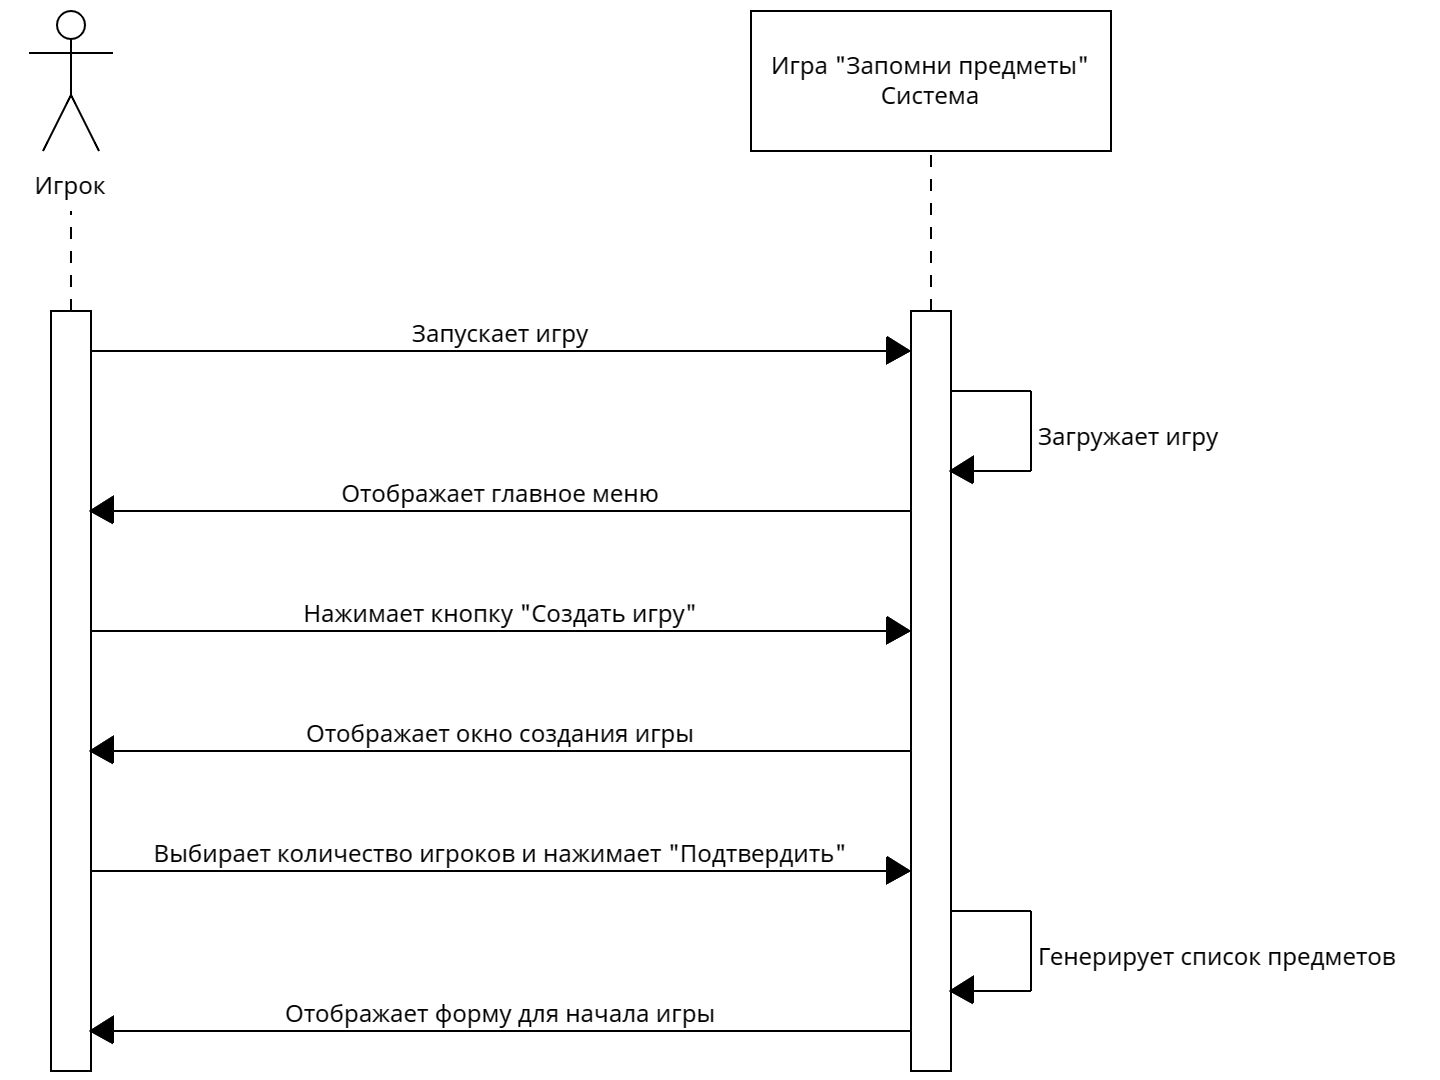 Игра "Запомни предметы"
Система
Игрок
Запускает игру
Загружает игру
Отображает главное меню
Нажимает кнопку "Создать игру"
Отображает окно создания игры
Выбирает количество игроков и нажимает "Подтвердить"
Генерирует список предметов
Отображает форму для начала игры